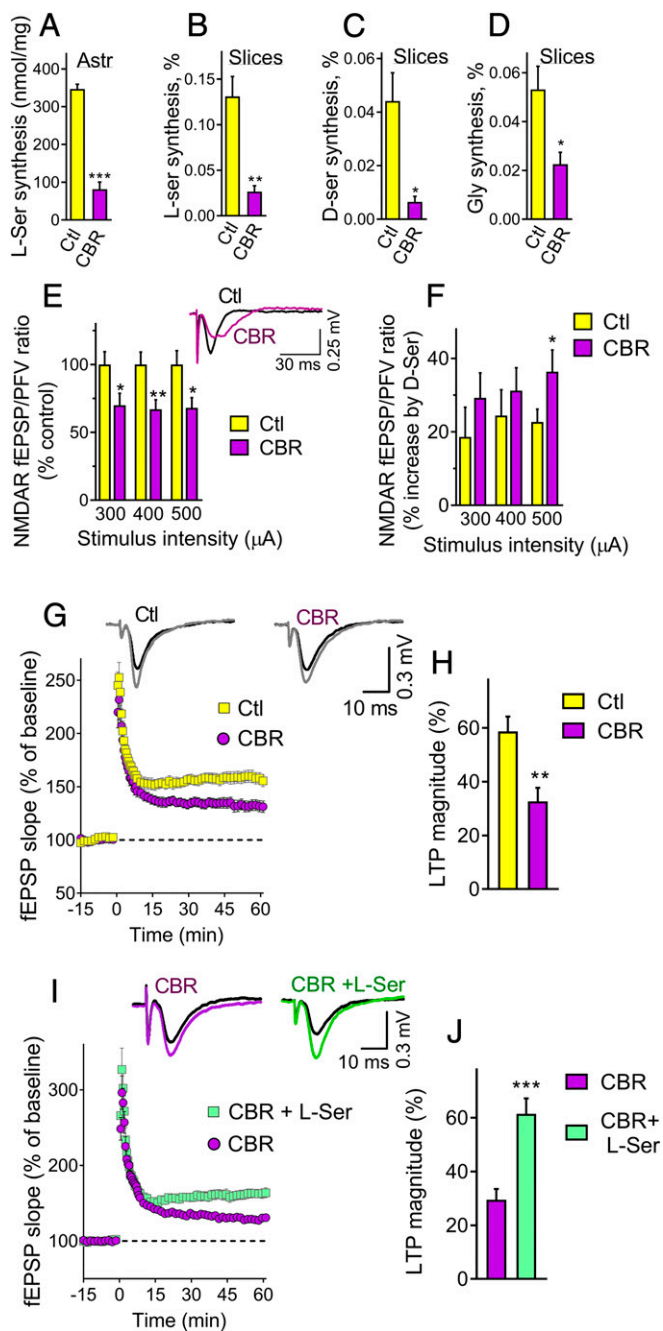 A
B
C
D
Astr
Slices
Slices
Slices
L-Ser synthesis (nmol/mg)
400
300
200
100
0
***
Ctl
CBR
L-ser synthesis, %
0.15
0.10
0.05
0.00
**
Ctl
CBR
D-ser synthesis, %
0.06
0.04
0.02
0.00
*
Ctl
CBR
Gly synthesis, %
0.06
0.04
0.02
0.00
*
Ctl
CBR
E
Ctl
CBR
30 ms
0.25 mV
NMDAR fEPSP/PFV ratio
(% control)
100
50
0
*
**
*
Ctl
CBR
300 400 500
Stimulus intensity (μA)
F
Ctl
CBR
NMDAR fEPSP/PFV ratio
(% increase by D-Ser)
40
20
0
*
300 400 500
Stimulus intensity (μA)
G
Ctl
CBR
10 ms
0.3 mV
fEPSP slope (% of baseline)
250
200
150
100
50
Ctl
CBR
-15 0 15 30 45 60
Time (min)
H
Ctl
CBR
LTP magnitude (%)
60
40
20
0
**
I
CBR
CBR +L-Ser
10 ms
0.3 mV
fEPSP slope (% of baseline)
300
200
100
CBR + L-Ser
CBR
-15 0 15 30 45 60
Time (min)
J
LTP magnitude (%)
60
40
20
0
***
CBR
CBR+
L-Ser